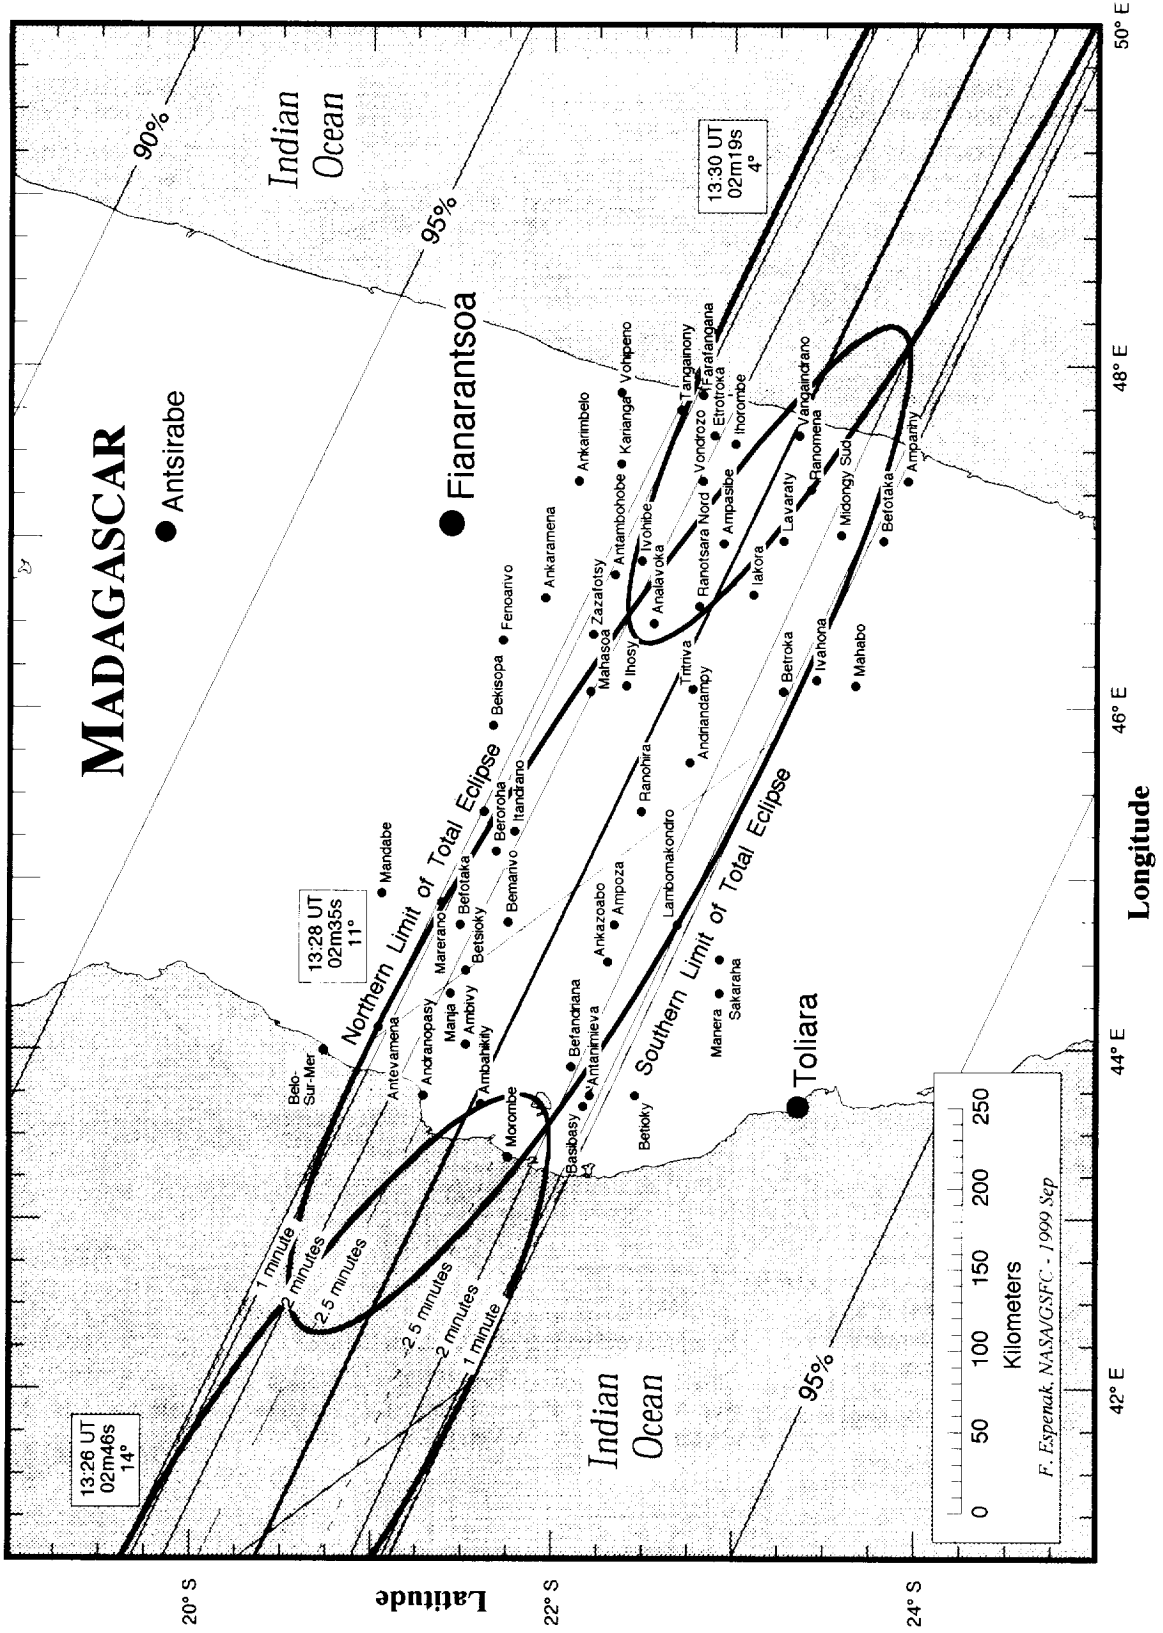 MADAGASCAR
90%
Indian
Ocean
95%
Antsirabe
Fianarantsoa
13:30 UT
02m19s
4°
Ankarimbelo
Karianga
Vohipeno
Tangainony
Farafangana
Antambohobe
Ivohibe
Vondrozo
Etrotroka
Ihorombe
Ankaramena
Fenoarivo
Zazafotsy
Mahasoa
Ihosy
Analavoka
Ranotsara Nord
Ampasibe
Vangaindrano
Ranomena
Lavaraty
Iakora
Midongy Sud
Befotaka
Ampanhy
Bekisopa
Tritriva
Andriandampy
Betroka
Ivahona
Mahabo
Northern Limit of Total Eclipse
Mandabe
13:28 UT
02m35s
11°
Beroroha
Itandrano
Ranohira
Marerano
Befotaka
Bemarivo
Betsioky
Ankazoabo
Ampoza
Lambomakondro
Southern Limit of Total Eclipse
Belo-
Sur-Mer
Antevamena
Andranopasy
Manja
Ambivy
Ambahikily
Morombe
Befandriana
Antanimieva
Basibasy
Betioky
Manera
Sakaraha
Toliara
1 minute
2 minutes
2.5 minutes
2.5 minutes
2 minutes
1 minute
13:26 UT
02m46s
14°
Indian
Ocean
95%
0 50 100 150 200 250
Kilometers
F. Espenak, NASA/GSFC - 1999 Sep
Latitude
20° S
22° S
24° S
42° E
44° E
46° E
48° E
50° E
Longitude